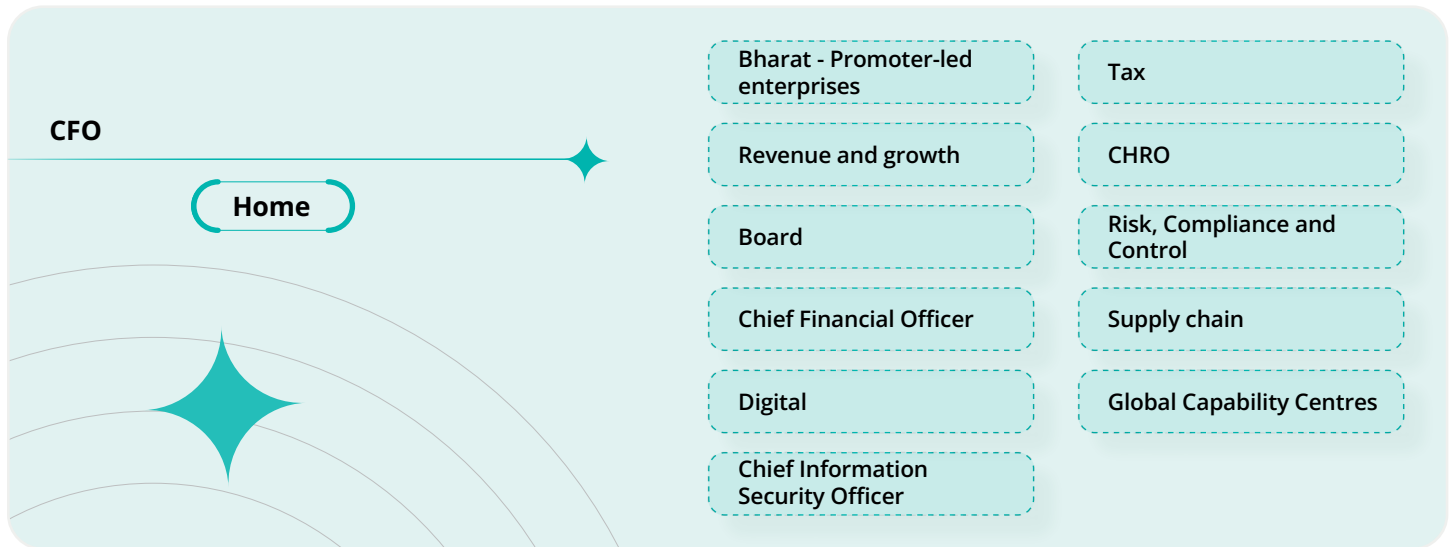 CFO
Home
Bharat - Promoter-led
enterprises
Revenue and growth
Board
Chief Financial Officer
Digital
Chief Information
Security Officer
Tax
CHRO
Risk, Compliance and
Control
Supply chain
Global Capability Centres